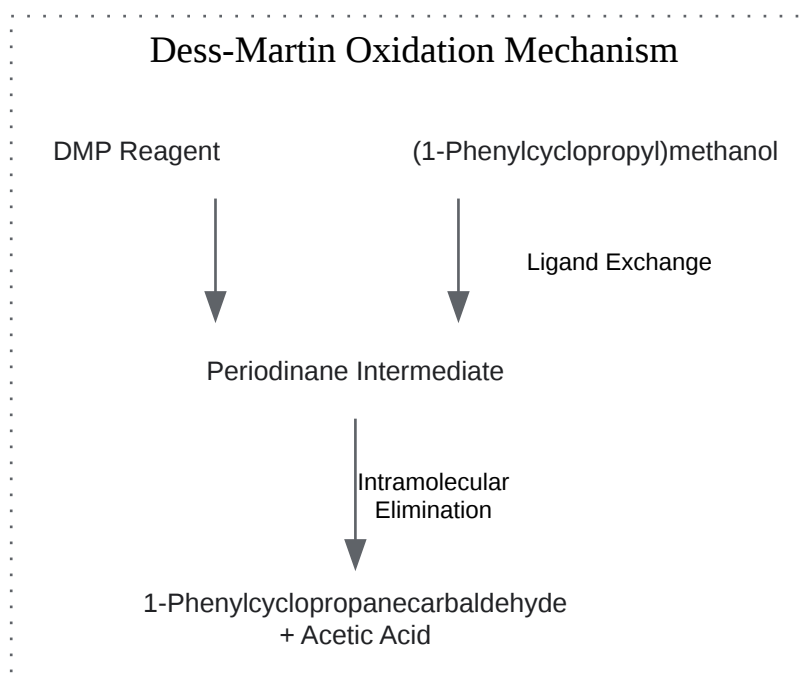 Dess-Martin Oxidation Mechanism
DMP Reagent
(1-Phenylcyclopropyl)methanol
Ligand Exchange
Periodinane Intermediate
Intramolecular
Elimination
1-Phenylcyclopropanecarbaldehyde
+ Acetic Acid